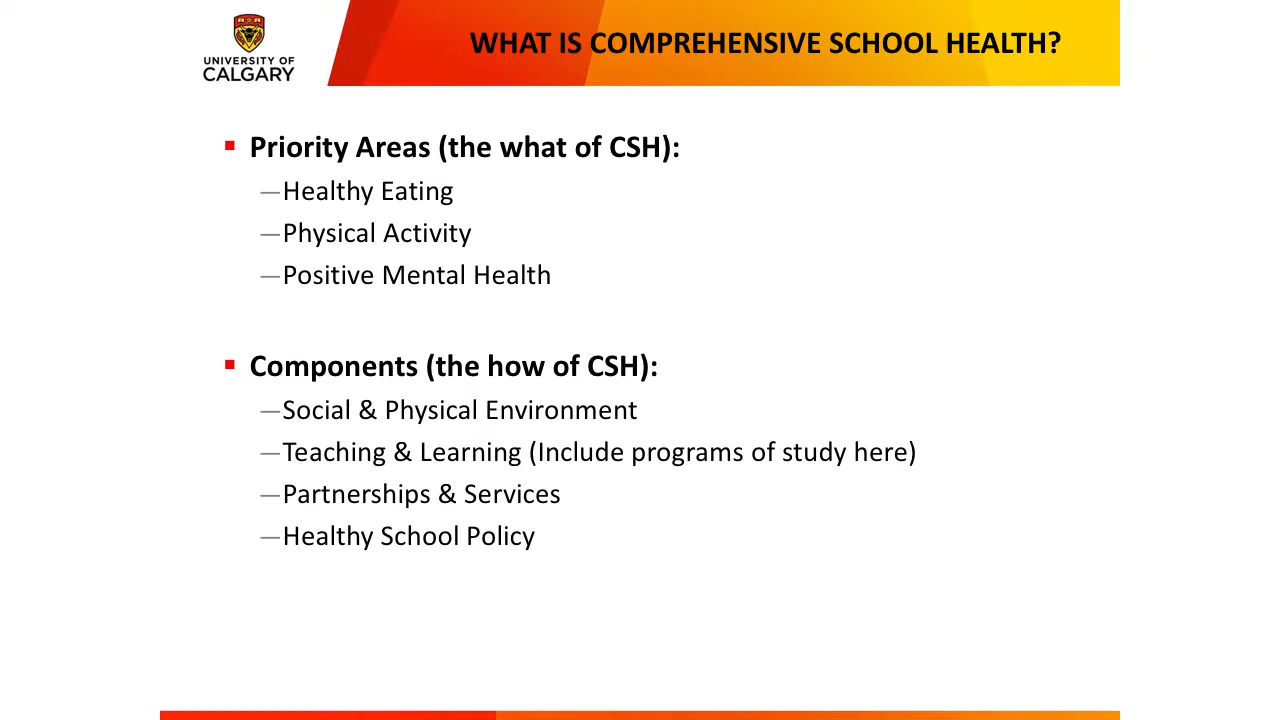 UNIVERSITY OF
CALGARY
WHAT IS COMPREHENSIVE SCHOOL HEALTH?
▪ Priority Areas (the what of CSH):
—Healthy Eating
—Physical Activity
—Positive Mental Health
▪ Components (the how of CSH):
—Social & Physical Environment
—Teaching & Learning (Include programs of study here)
—Partnerships & Services
—Healthy School Policy